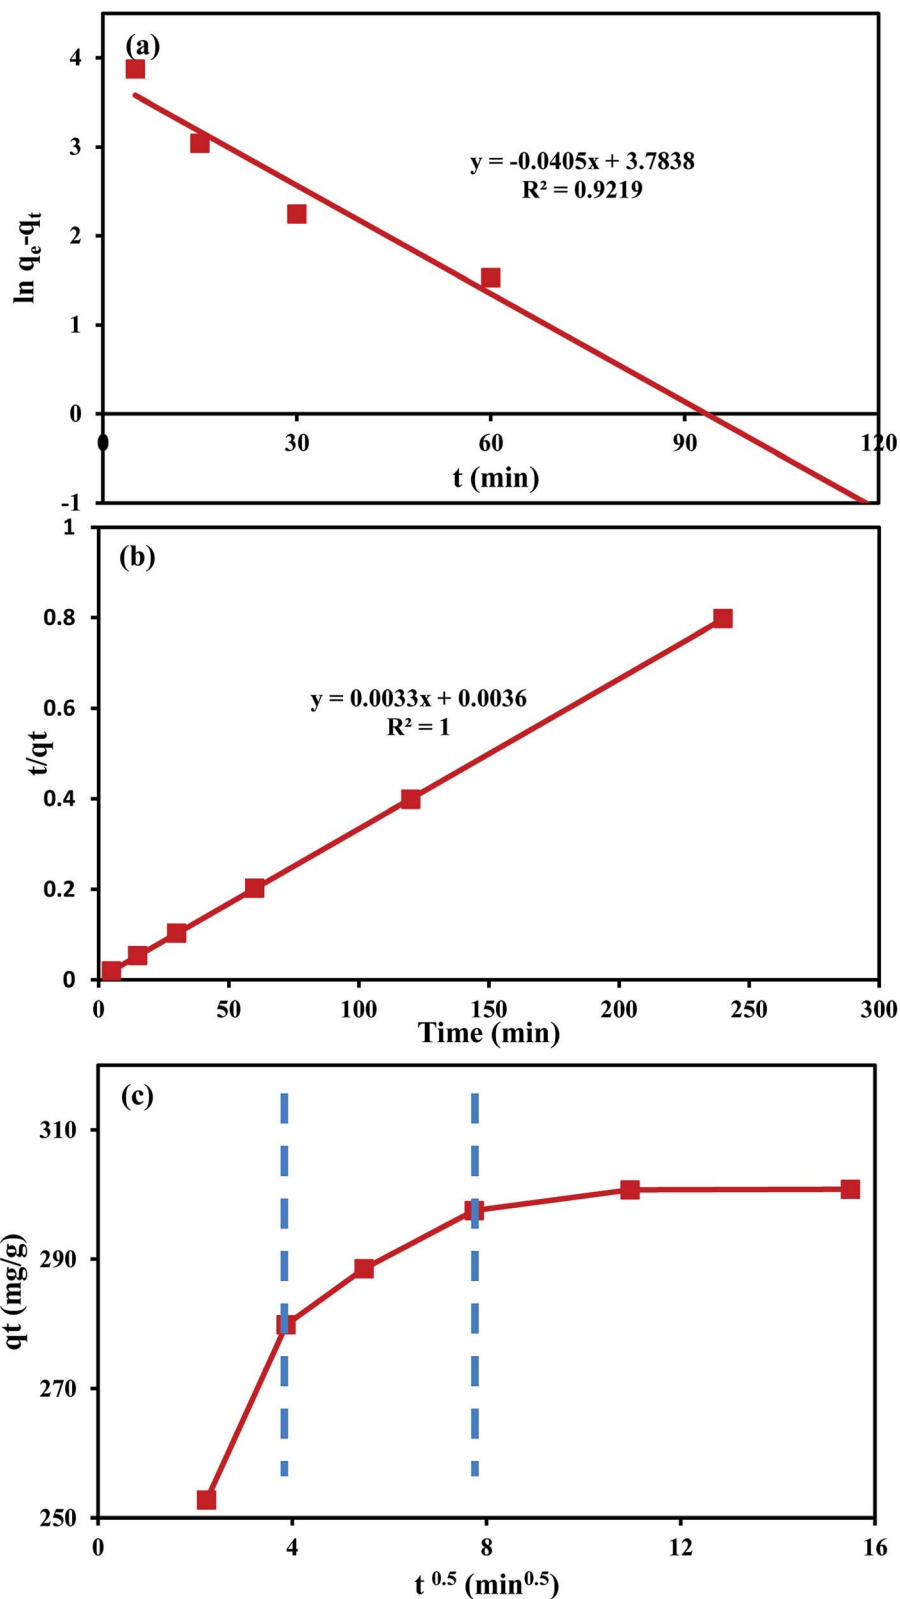 (a)
4
3
2
1
0
-1
ln qₑ-qₜ
y = -0.0405x + 3.7838
R² = 0.9219
0 30 60 90 120
t (min)
(b)
1
0.8
0.6
0.4
0.2
0
t/qt
y = 0.0033x + 0.0036
R² = 1
0 50 100 150 200 250 300
Time (min)
(c)
310
290
270
250
qt (mg/g)
0 4 8 12 16
t ⁰·⁵ (min⁰·⁵)